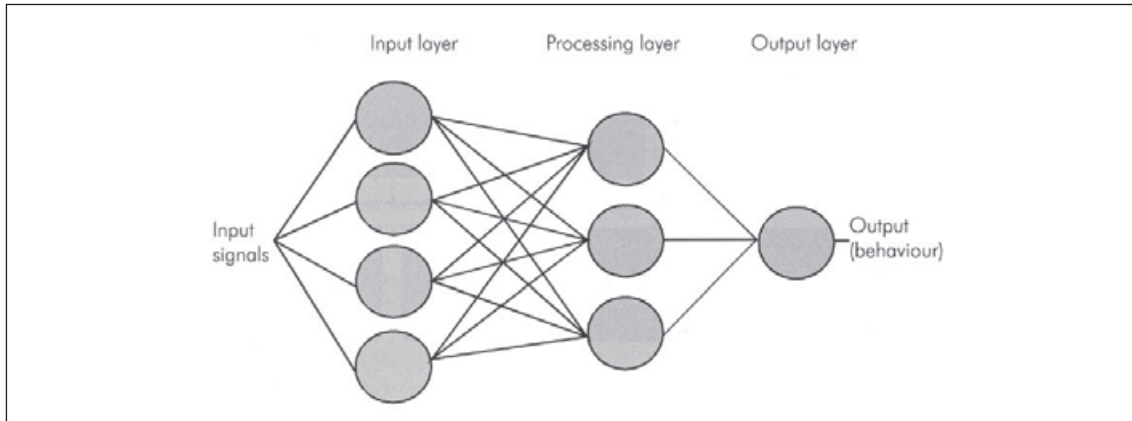 Input layer
Processing layer
Output layer
Input
signals
Output
(behaviour)